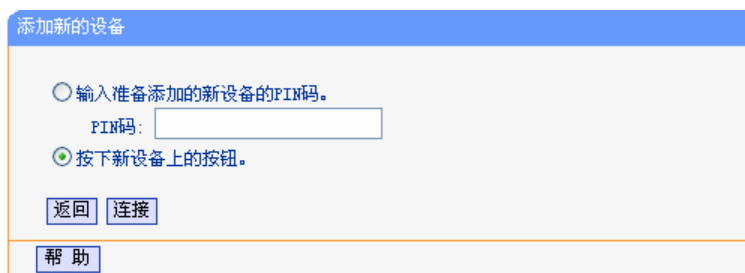 添加新的设备
输入准备添加的新设备的PIN码。
PIN码:
按下新设备上的按钮。
返回 连接
帮 助